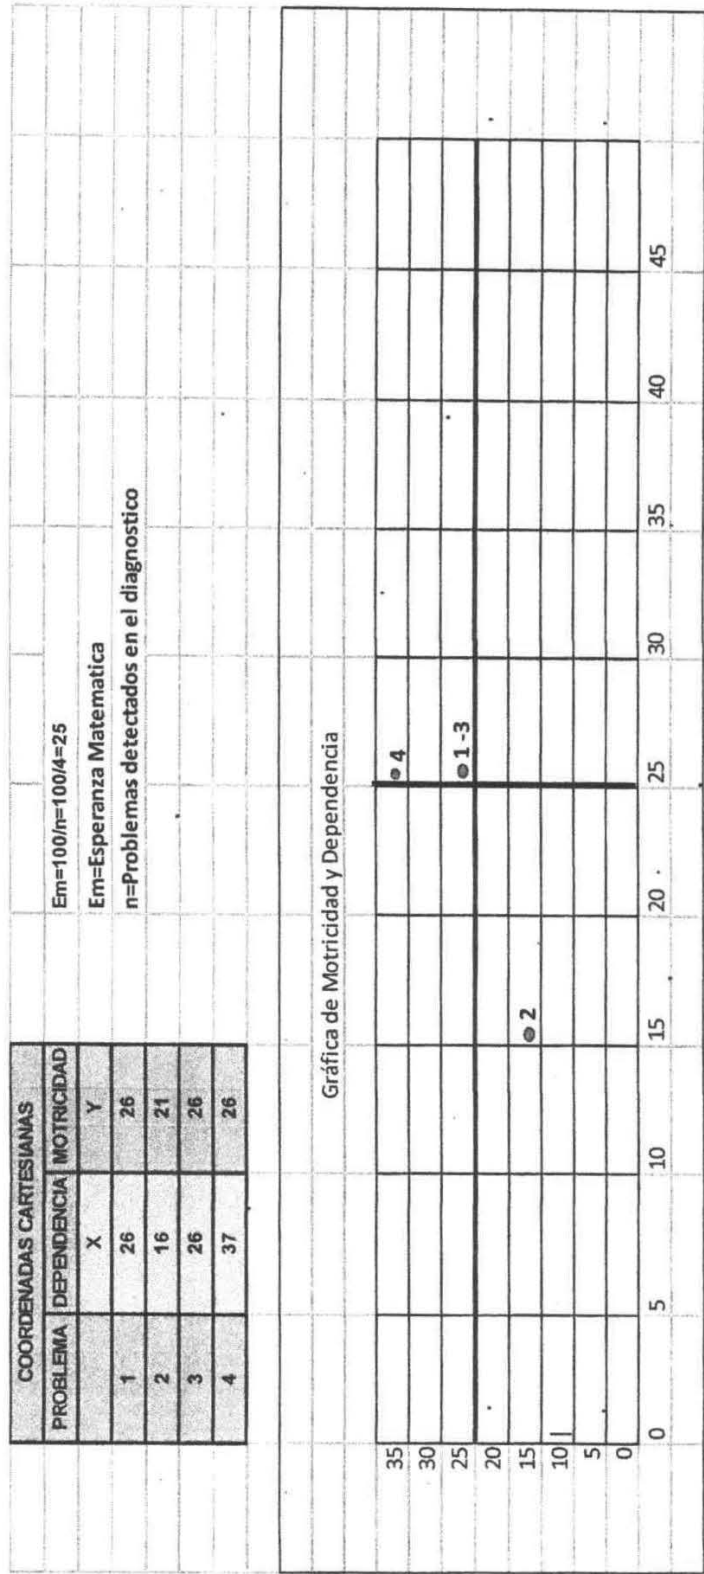 COORDENADAS CARTESIANAS
PROBLEMA DEPENDENCIA MOTRICIDAD
X Y
1 26 26
2 16 21
3 26 26
4 37 26
Em=100/n=100/4=25
Em=Esperanza Matematica
n=Problemas detectados en el diagnostico
Gráfica de Motricidad y Dependencia
35
30
25
20
15
10
5
0
4
1 -3
2
0 5 10 15 20 25 30 35 40 45